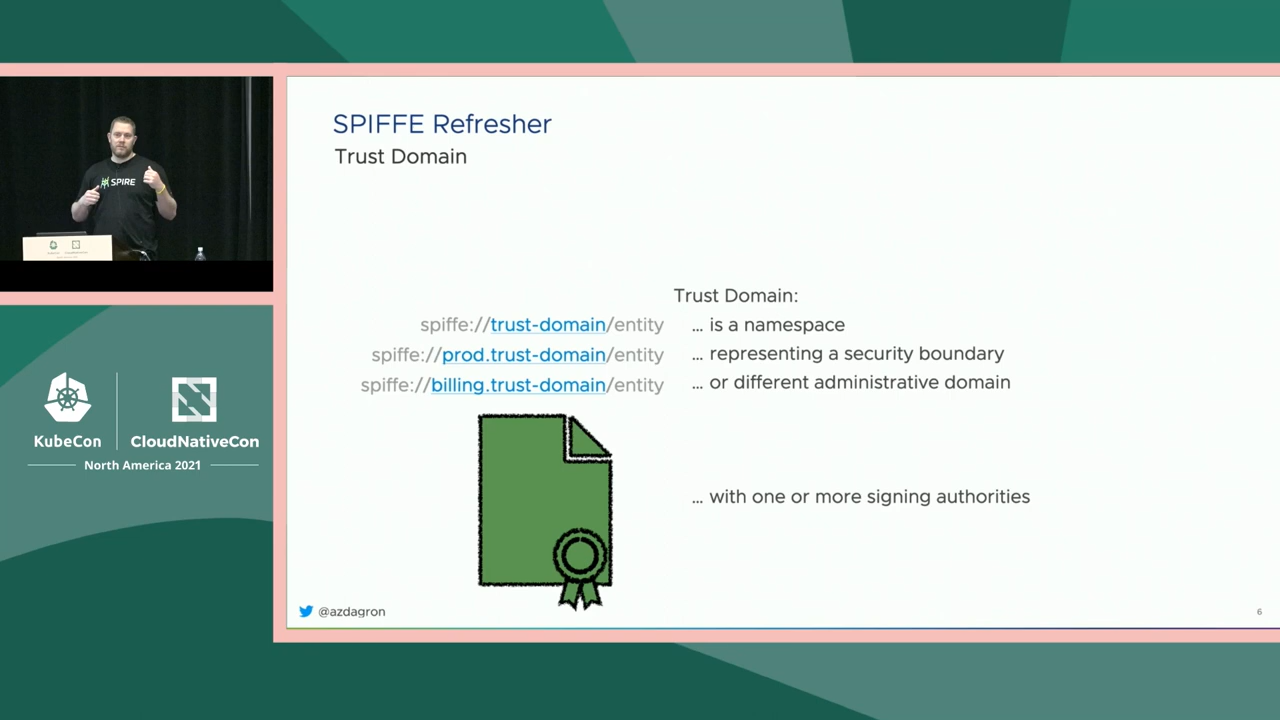 SPIFFE Refresher
Trust Domain
Trust Domain:
spiffe://trust-domain/entity ... is a namespace
spiffe://prod.trust-domain/entity ... representing a security boundary
spiffe://billing.trust-domain/entity ... or different administrative domain
... with one or more signing authorities
@azdagron
6
SPIRE
KubeCon
CloudNativeCon
North America 2021